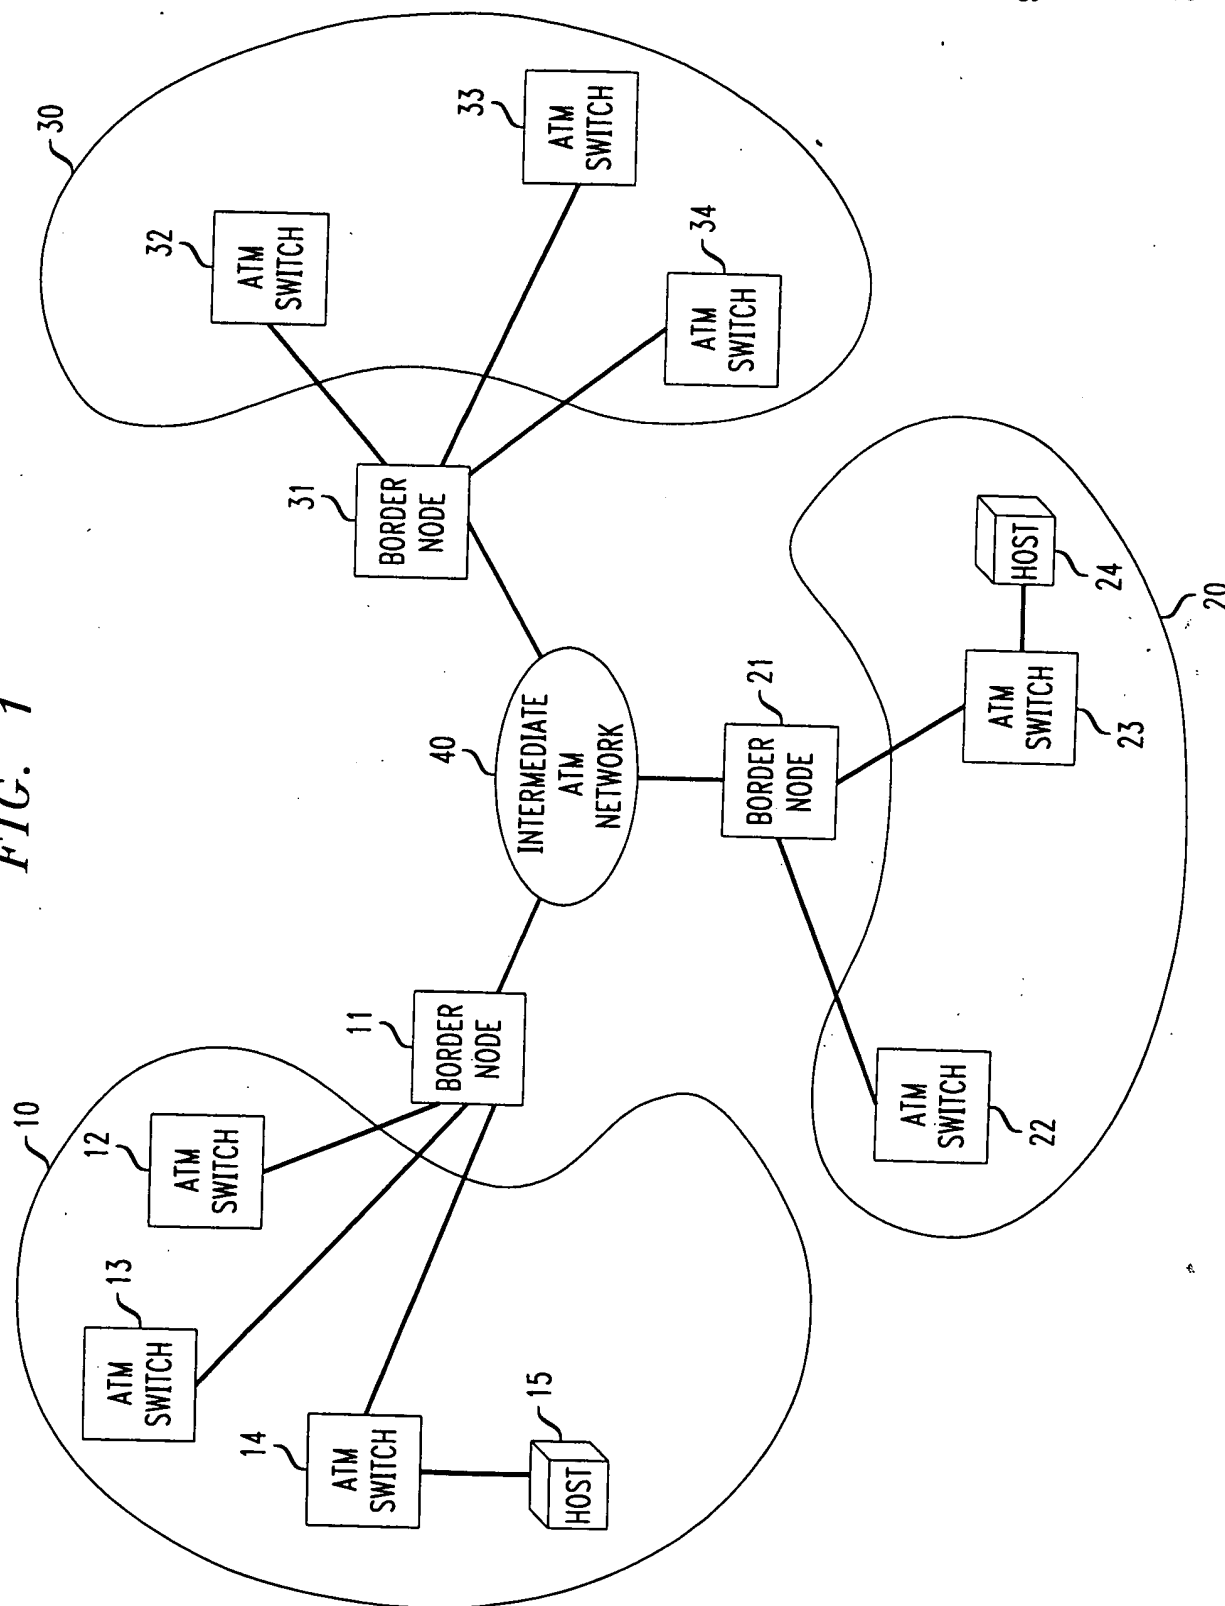 FIG. 1
10
12
ATM
SWITCH
13
ATM
SWITCH
14
ATM
SWITCH
15
HOST
11
BORDER
NODE
40
INTERMEDIATE
ATM
NETWORK
31
BORDER
NODE
30
32
ATM
SWITCH
33
ATM
SWITCH
34
ATM
SWITCH
21
BORDER
NODE
22
ATM
SWITCH
23
ATM
SWITCH
24
HOST
20